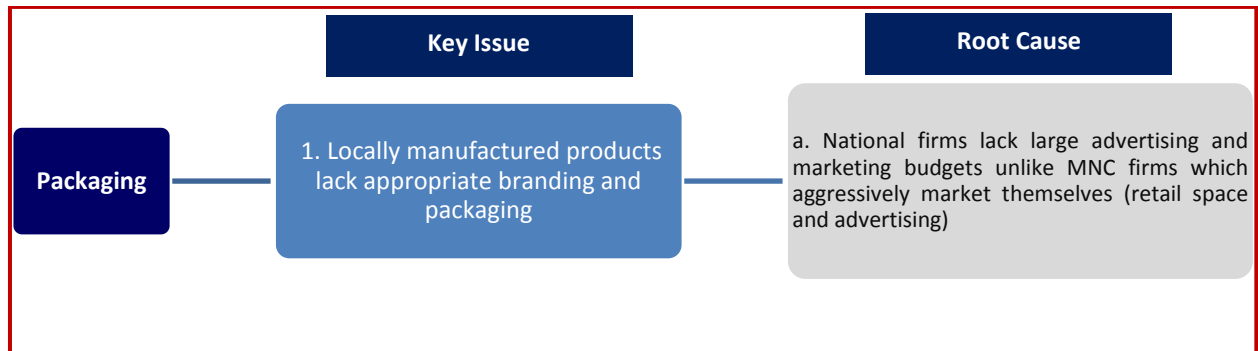 Key Issue
Root Cause
Packaging
1. Locally manufactured products
lack appropriate branding and
packaging
a. National firms lack large advertising and
marketing budgets unlike MNC firms which
aggressively market themselves (retail space
and advertising)